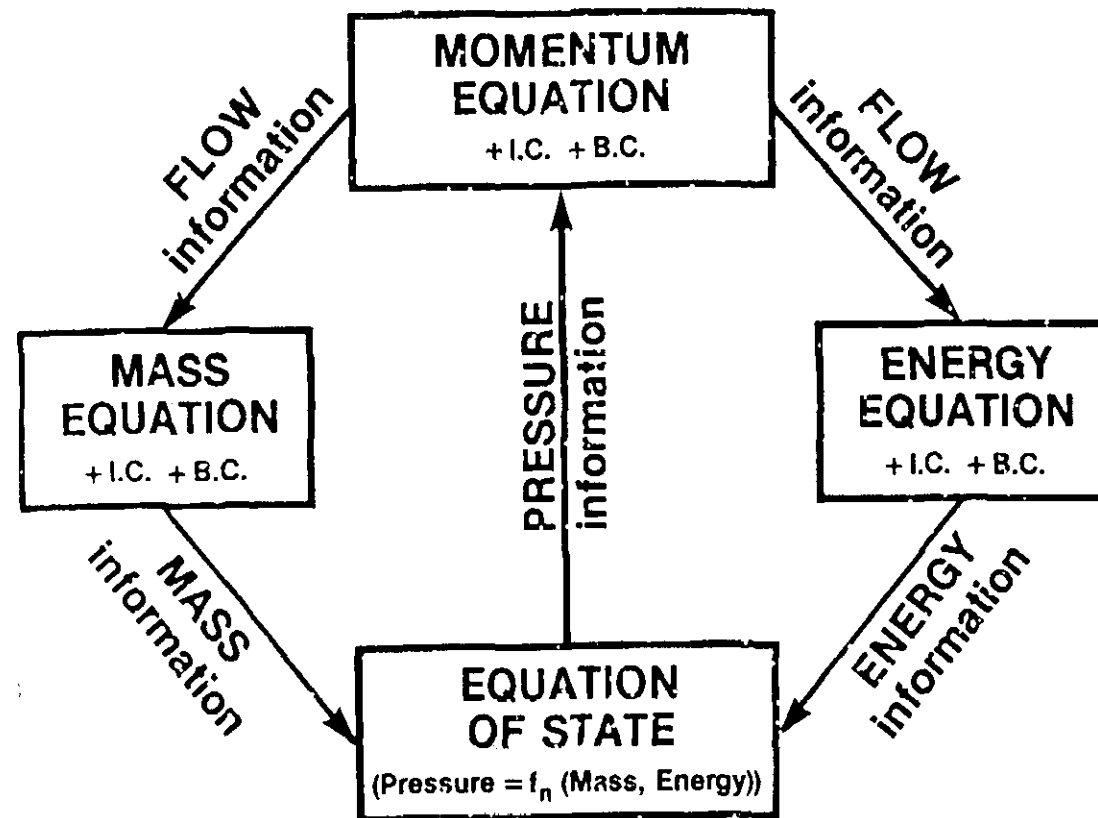 MOMENTUM
EQUATION
+ I.C. + B.C.
FLOW
information
FLOW
information
MASS
EQUATION
+ I.C. + B.C.
PRESSURE
information
ENERGY
EQUATION
+ I.C. + B.C.
MASS
information
ENERGY
information
EQUATION
OF STATE
(Pressure = fn (Mass, Energy))